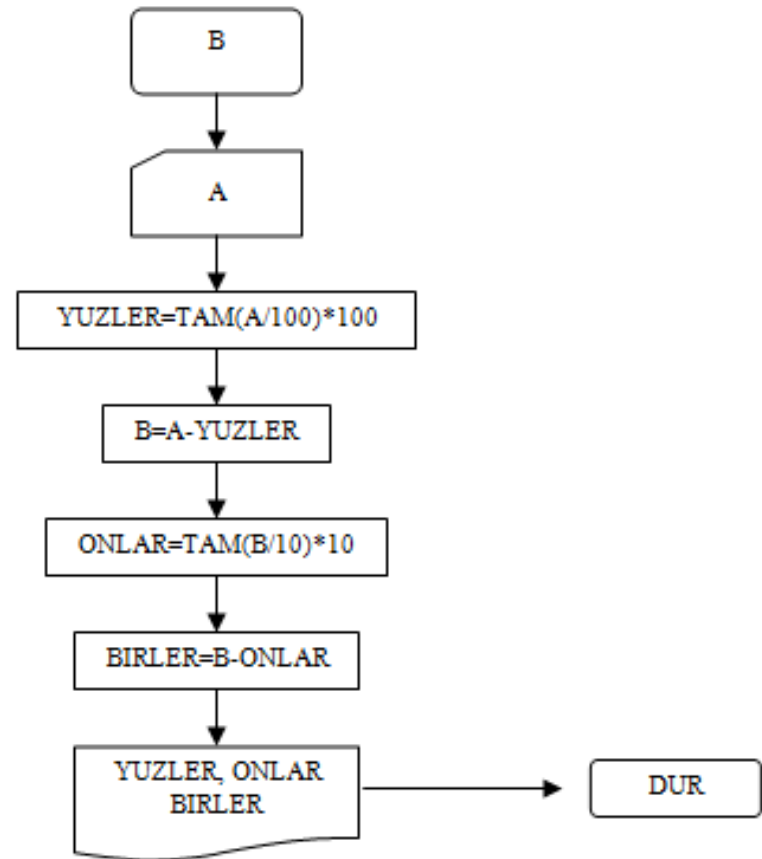 B
A
YUZLER=TAM(A/100)*100
B=A-YUZLER
ONLAR=TAM(B/10)*10
BIRLER=B-ONLAR
YUZLER, ONLAR
BIRLER
DUR